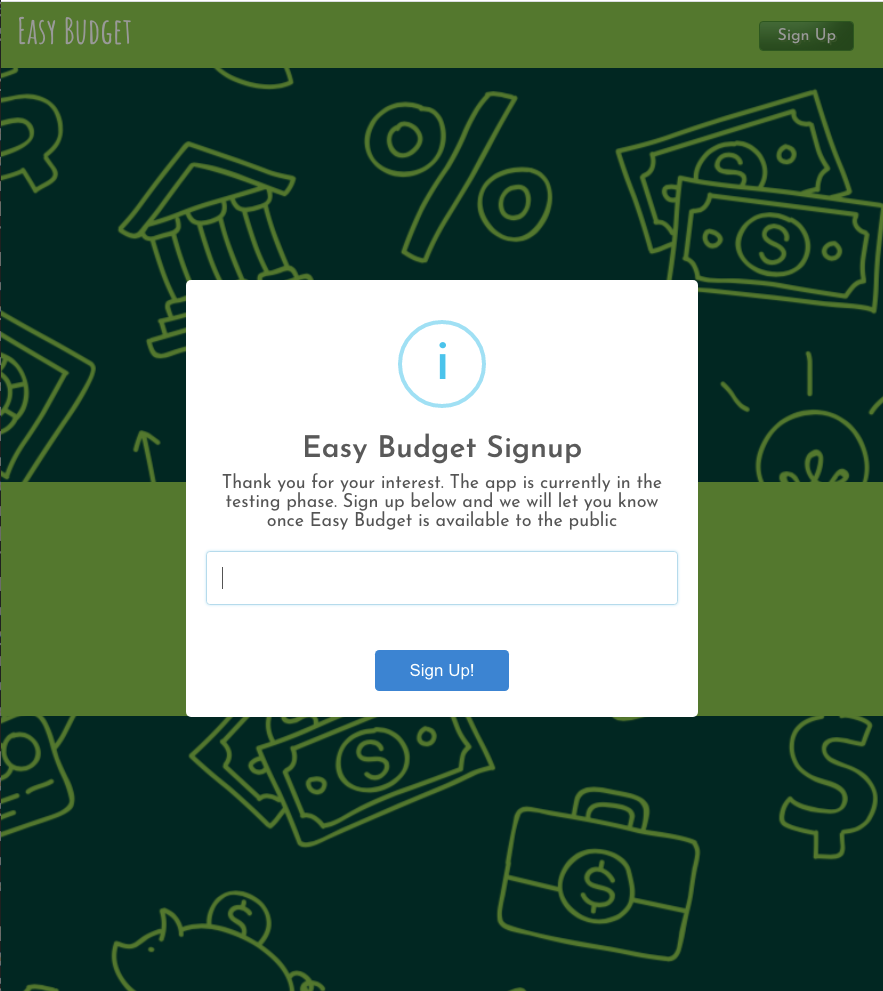 Easy Budget
Sign Up
$
$
$
i
Easy Budget Signup
Thank you for your interest. The app is currently in the
testing phase. Sign up below and we will let you know
once Easy Budget is available to the public
Sign Up!
$
$
$
$